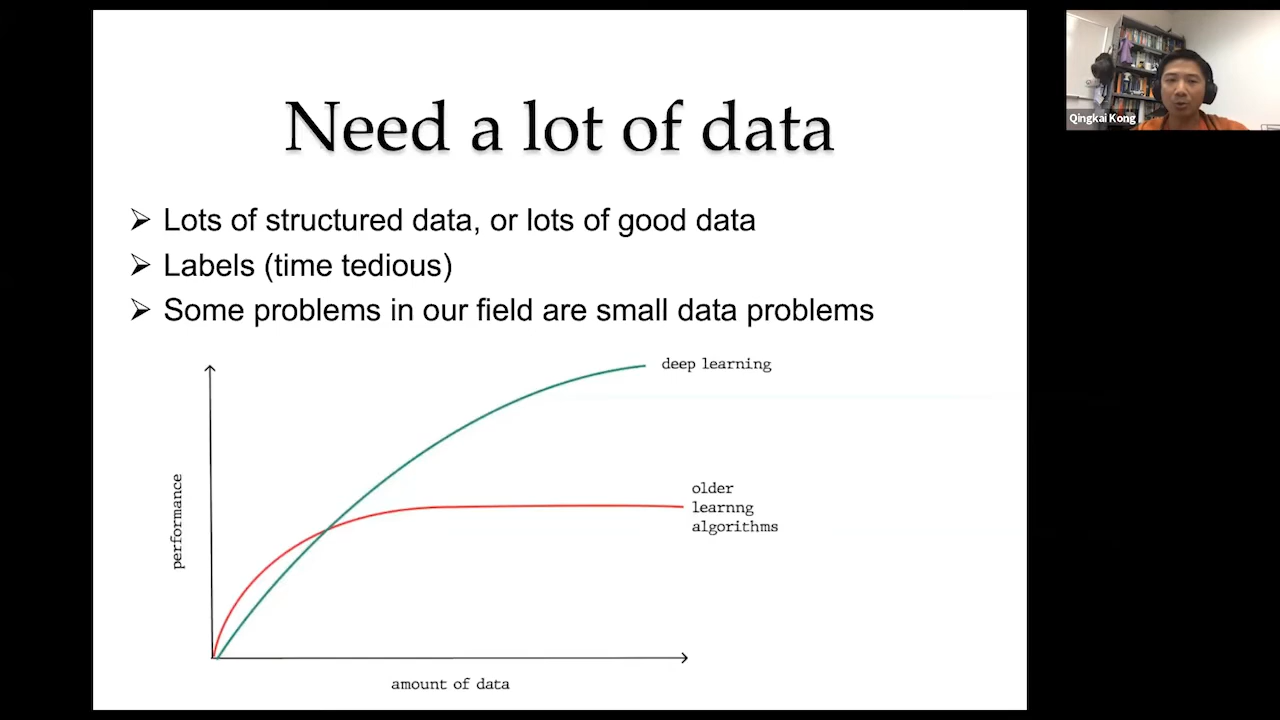 Need a lot of data
Qingkai Kong
➢ Lots of structured data, or lots of good data
➢ Labels (time tedious)
➢ Some problems in our field are small data problems
deep learning
older
learnng
algorithms
performance
amount of data